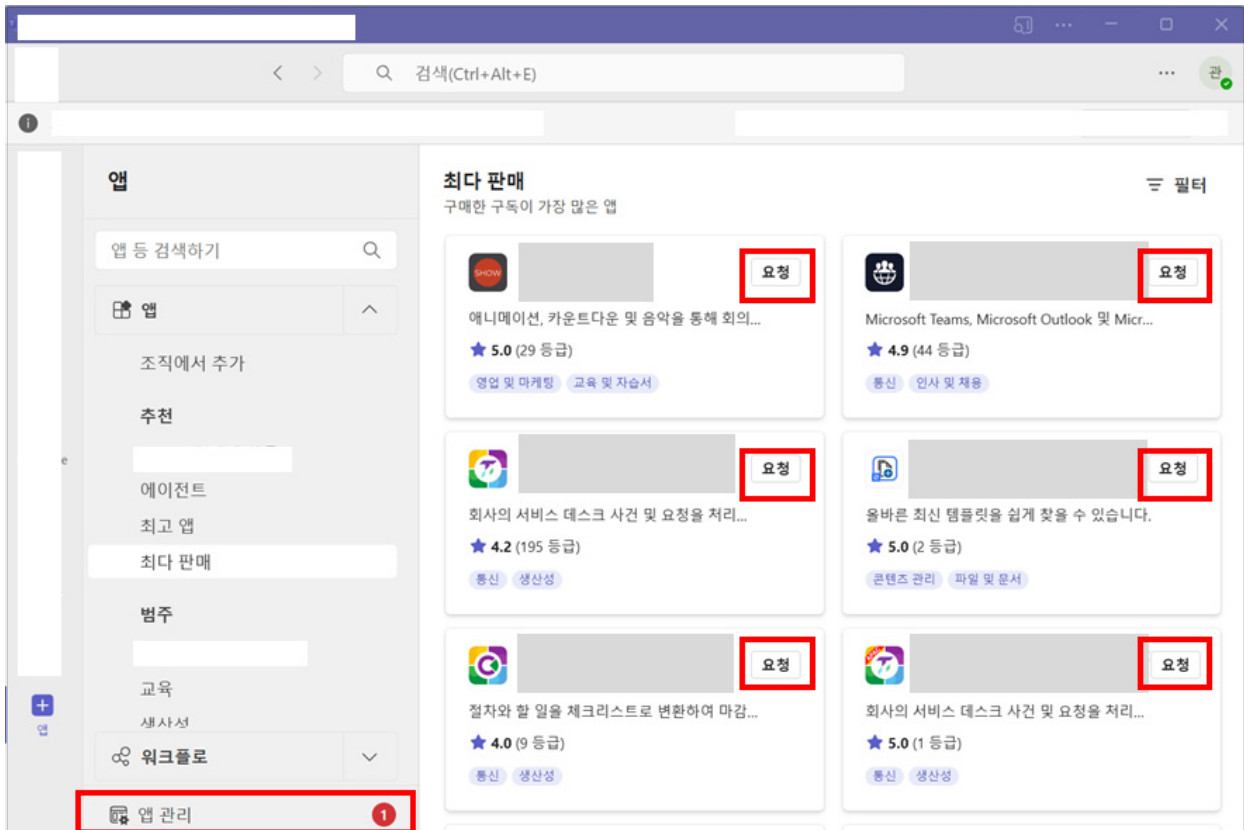 검색(Ctrl+Alt+E)
관
앱
앱 등 검색하기
앱
조직에서 추가
추천
에이전트
최고 앱
최다 판매
범주
교육
생산성
워크플로
앱 관리
1
e
앱
최다 판매
구매한 구독이 가장 많은 앱
필터
SHOW
요청
애니메이션, 카운트다운 및 음악을 통해 회의...
5.0 (29 등급)
영업 및 마케팅 교육 및 자습서
요청
Microsoft Teams, Microsoft Outlook 및 Micr...
4.9 (44 등급)
통신 인사 및 채용
요청
회사의 서비스 데스크 사건 및 요청을 처리...
4.2 (195 등급)
통신 생산성
요청
올바른 최신 템플릿을 쉽게 찾을 수 있습니다.
5.0 (2 등급)
콘텐츠 관리 파일 및 문서
요청
절차와 할 일을 체크리스트로 변환하여 마감...
4.0 (9 등급)
통신 생산성
요청
회사의 서비스 데스크 사건 및 요청을 처리...
5.0 (1 등급)
통신 생산성